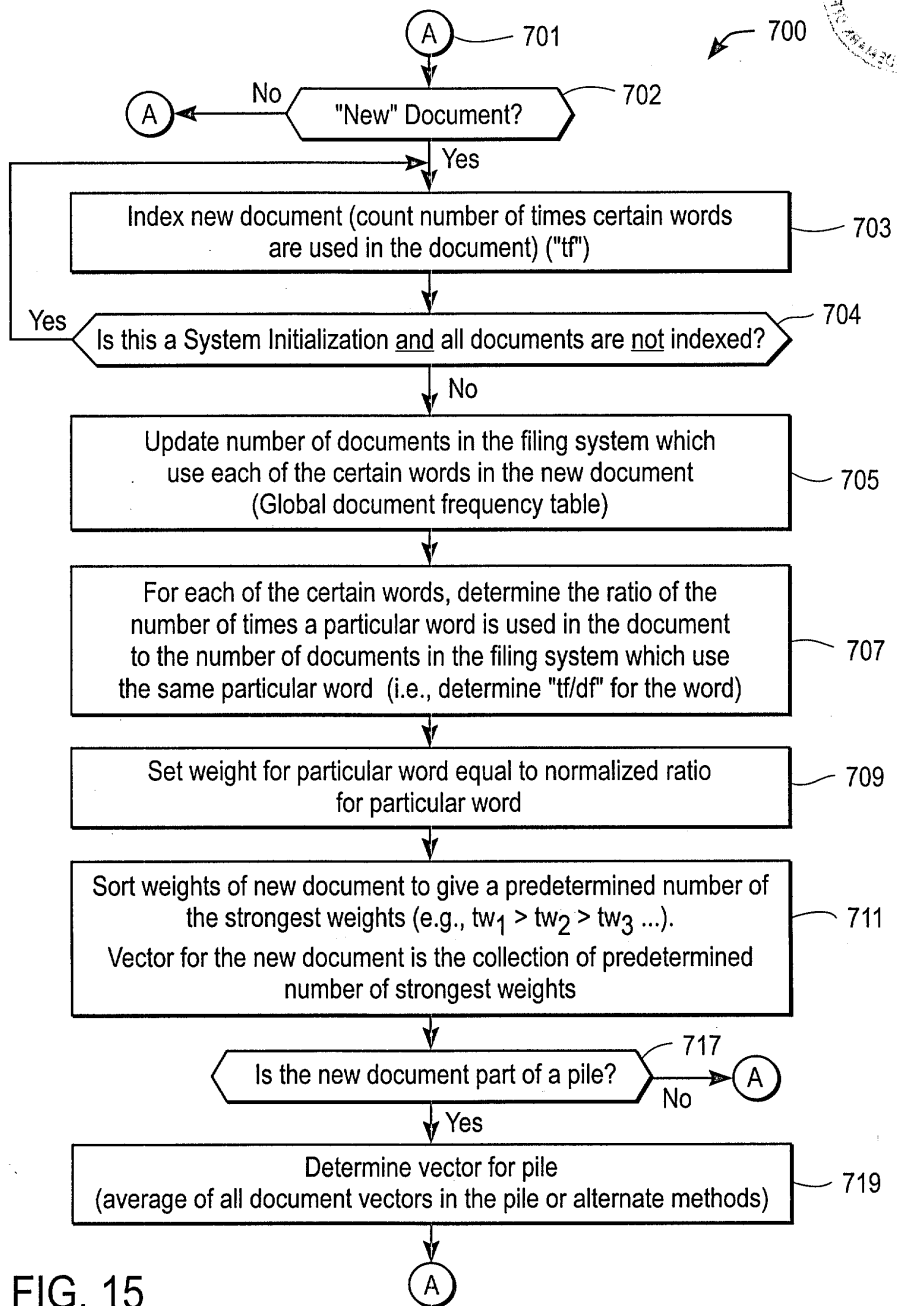 A
701
700
No
702
A
"New" Document?
Yes
Index new document (count number of times certain words
are used in the document) ("tf")
703
Yes
704
Is this a System Initialization and all documents are not indexed?
No
Update number of documents in the filing system which
use each of the certain words in the new document
(Global document frequency table)
705
For each of the certain words, determine the ratio of the
number of times a particular word is used in the document
to the number of documents in the filing system which use
the same particular word (i.e., determine "tf/df" for the word)
707
Set weight for particular word equal to normalized ratio
for particular word
709
Sort weights of new document to give a predetermined number of
the strongest weights (e.g., tw1 > tw2 > tw3 ...).
Vector for the new document is the collection of predetermined
number of strongest weights
711
717
Is the new document part of a pile?
A
No
Yes
Determine vector for pile
(average of all document vectors in the pile or alternate methods)
719
A
FIG. 15